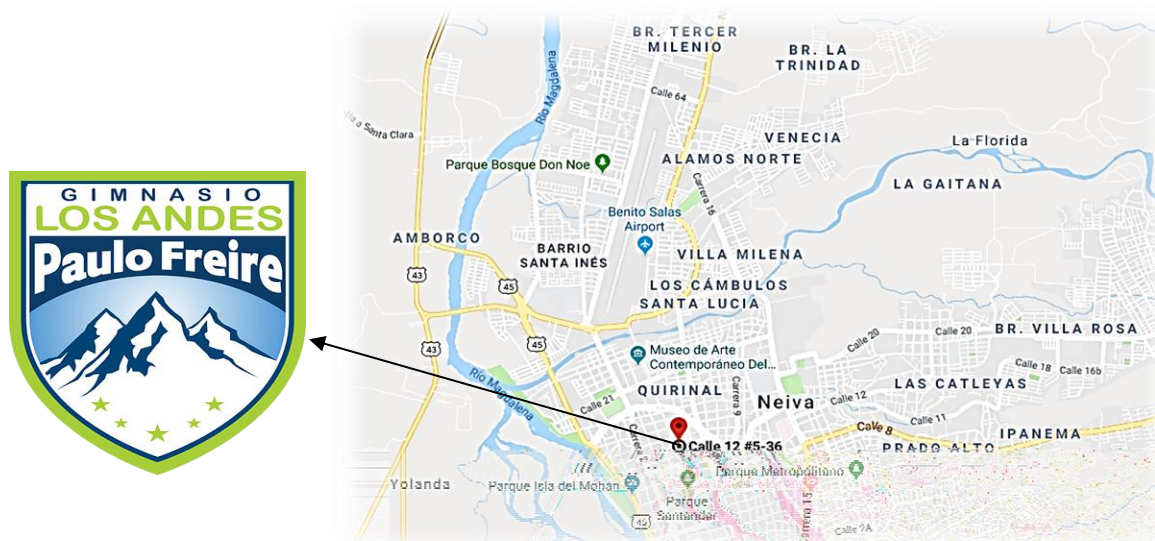 GIMNASIO
LOS ANDES
Paulo Freire
BR. TERCER
MILENIO
BR. LA
TRINIDAD
Calle 64
Río Magdalena
a Santa Clara
VENECIA
La Florida
Parque Bosque Don Noe
ALAMOS NORTE
Carrera 16
LA GAITANA
Benito Salas
Airport
AMBORCO
BARRIO
SANTA INÉS
VILLA MILENA
43
45
LOS CÁMBULOS
SANTA LUCIA
Calle 20
Calle 20
BR. VILLA ROSA
43
45
Museo de Arte
Contemporáneo Del...
Calle 18
Calle 16b
Río Magdalena
QUIRINAL
Carrera 9
LAS CATLEYAS
Calle 21
Neiva
Calle 12
Calle 11
Calle 8
IPANEMA
Calle 12 #5-36
PRADO ALTO
Parque Metropolitano
Yolanda
Parque Isla del Mohan
Parque
Santander
45
Carrera 15
Calle 2A